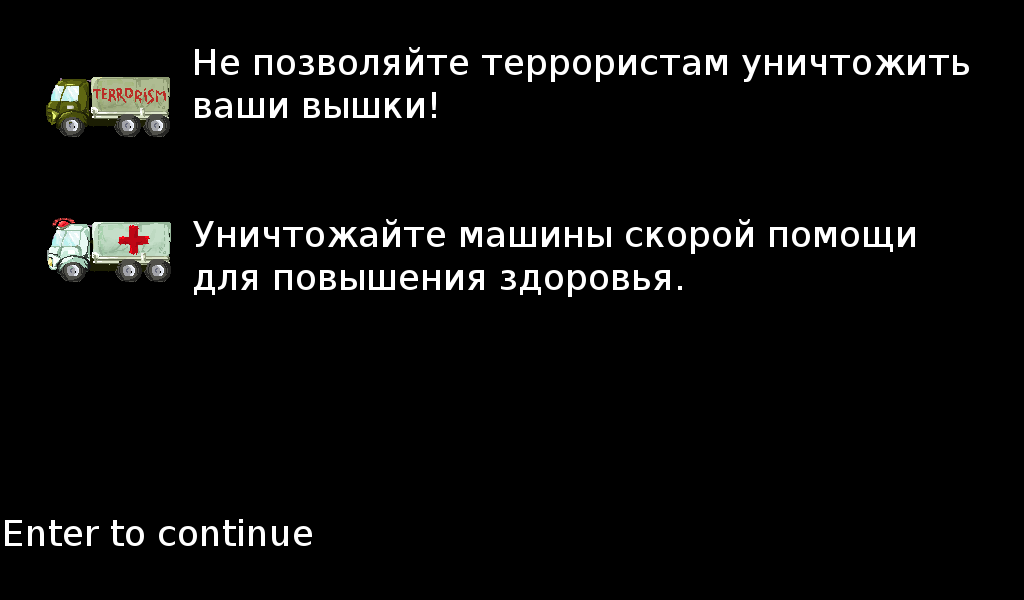 Не позволяйте террористам уничтожить
ваши вышки!
TERRORISM
Уничтожайте машины скорой помощи
для повышения здоровья.
Enter to continue